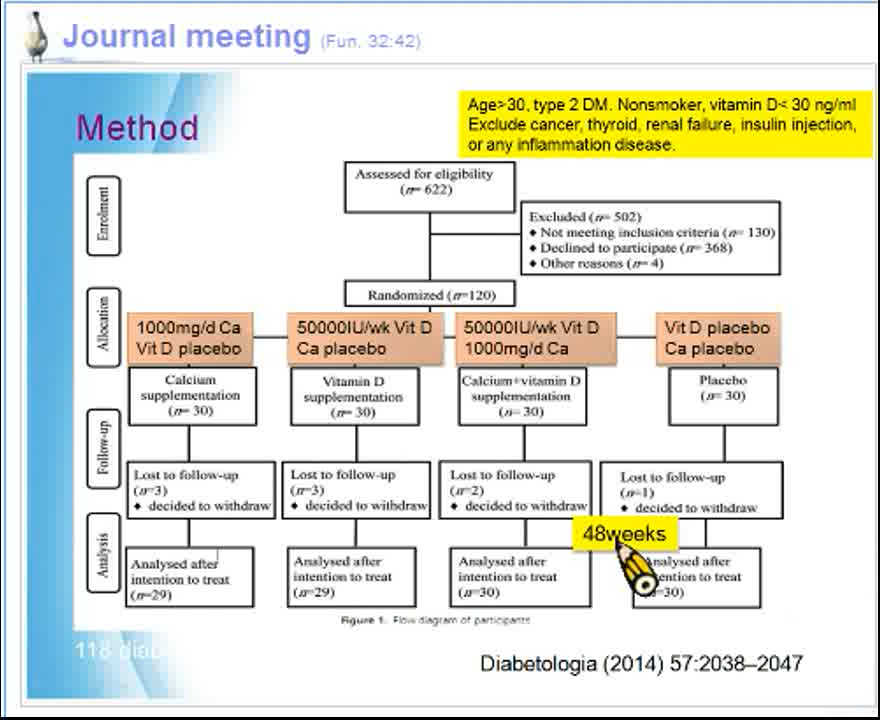 Journal meeting (Fun. 32:42)
Method
Age>30, type 2 DM. Nonsmoker, vitamin D< 30 ng/ml
Exclude cancer, thyroid, renal failure, insulin injection,
or any inflammation disease.
Enrolment
Assessed for eligibility
(n= 622)
Excluded (n= 502)
♦ Not meeting inclusion criteria (n= 130)
♦ Declined to participate (n= 368)
♦ Other reasons (n= 4)
Randomized (n=120)
Allocation
1000mg/d Ca
Vit D placebo
50000IU/wk Vit D
Ca placebo
50000IU/wk Vit D
1000mg/d Ca
Vit D placebo
Ca placebo
Calcium
supplementation
(n= 30)
Vitamin D
supplementation
(n= 30)
Calcium+vitamin D
supplementation
(n= 30)
Placebo
(n= 30)
Follow-up
Lost to follow-up
(n=3)
♦ decided to withdraw
Lost to follow-up
(n=3)
♦ decided to withdraw
Lost to follow-up
(n=2)
♦ decided to withdraw
Lost to follow-up
(n=1)
♦ decided to withdraw
48weeks
Analysis
Analysed after
intention to treat
(n=29)
Analysed after
intention to treat
(n=29)
Analysed after
intention to treat
(n=30)
Analysed after
to treat
=30)
Figure 1. Flow diagram of participants
118
Diabetologia (2014) 57:2038–2047